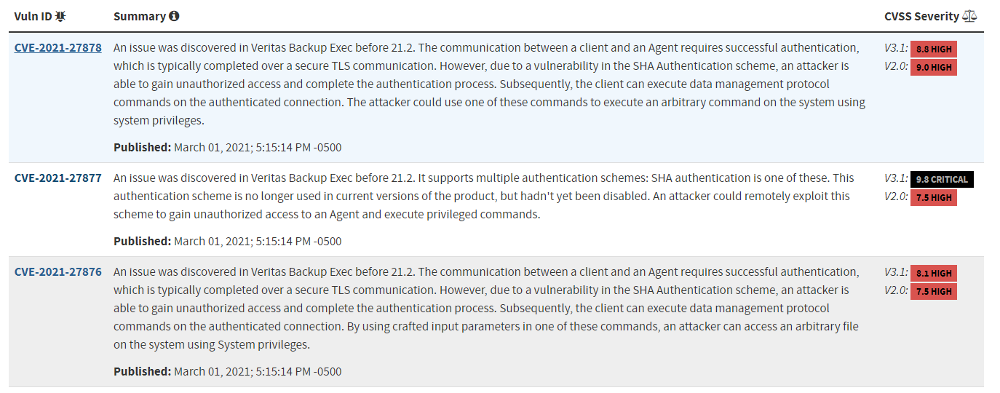 Vuln ID Summary CVSS Severity
CVE-2021-27878 An issue was discovered in Veritas Backup Exec before 21.2. The communication between a client and an Agent requires successful authentication, V3.1: 8.8 HIGH
which is typically completed over a secure TLS communication. However, due to a vulnerability in the SHA Authentication scheme, an attacker is V2.0: 9.0 HIGH
able to gain unauthorized access and complete the authentication process. Subsequently, the client can execute data management protocol
commands on the authenticated connection. The attacker could use one of these commands to execute an arbitrary command on the system using
system privileges.
Published: March 01, 2021; 5:15:14 PM -0500
CVE-2021-27877 An issue was discovered in Veritas Backup Exec before 21.2. It supports multiple authentication schemes: SHA authentication is one of these. This V3.1: 9.8 CRITICAL
authentication scheme is no longer used in current versions of the product, but hadn't yet been disabled. An attacker could remotely exploit this V2.0: 7.5 HIGH
scheme to gain unauthorized access to an Agent and execute privileged commands.
Published: March 01, 2021; 5:15:14 PM -0500
CVE-2021-27876 An issue was discovered in Veritas Backup Exec before 21.2. The communication between a client and an Agent requires successful authentication, V3.1: 8.1 HIGH
which is typically completed over a secure TLS communication. However, due to a vulnerability in the SHA Authentication scheme, an attacker is V2.0: 7.5 HIGH
able to gain unauthorized access and complete the authentication process. Subsequently, the client can execute data management protocol
commands on the authenticated connection. By using crafted input parameters in one of these commands, an attacker can access an arbitrary file
on the system using System privileges.
Published: March 01, 2021; 5:15:14 PM -0500